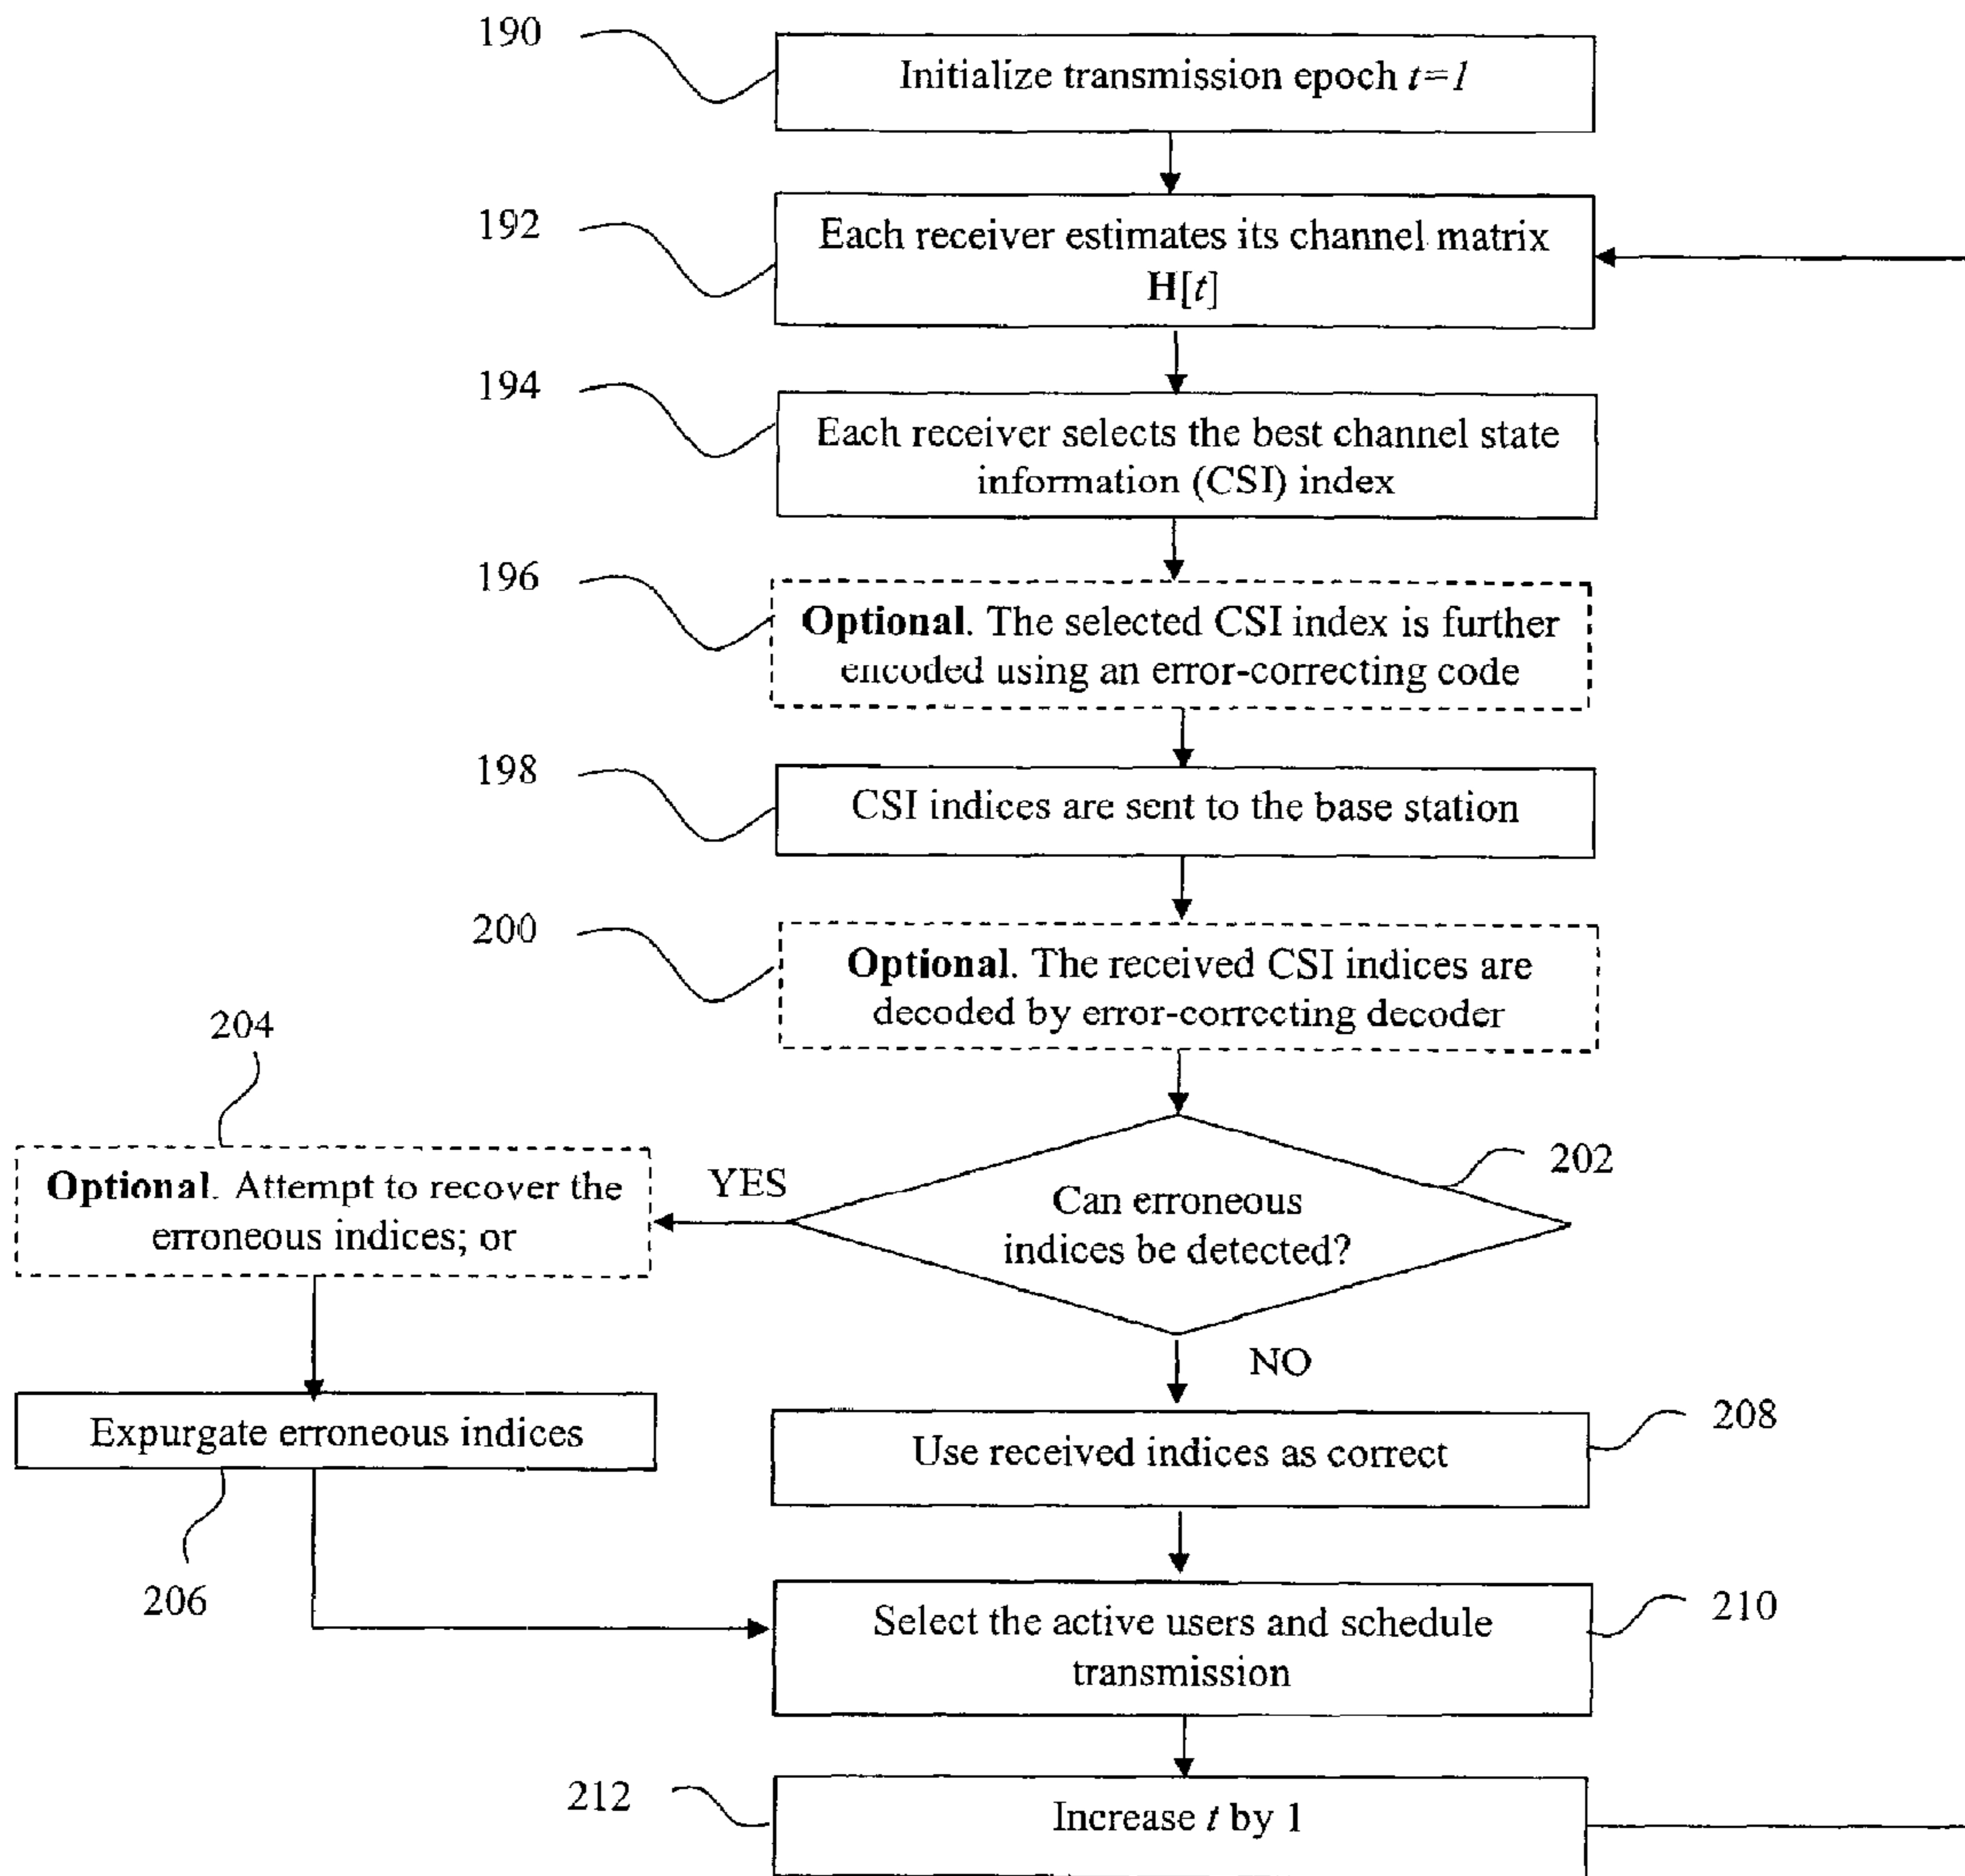 190
Initialize transmission epoch t=1
192
Each receiver estimates its channel matrix
H[t]
194
Each receiver selects the best channel state
information (CSI) index
196
Optional. The selected CSI index is further
encoded using an error-correcting code
198
CSI indices are sent to the base station
200
Optional. The received CSI indices are
decoded by error-correcting decoder
204
202
Optional. Attempt to recover the
erroneous indices; or
YES
Can erroneous
indices be detected?
NO
Expurgate erroneous indices
208
Use received indices as correct
206
210
Select the active users and schedule
transmission
212
Increase t by 1